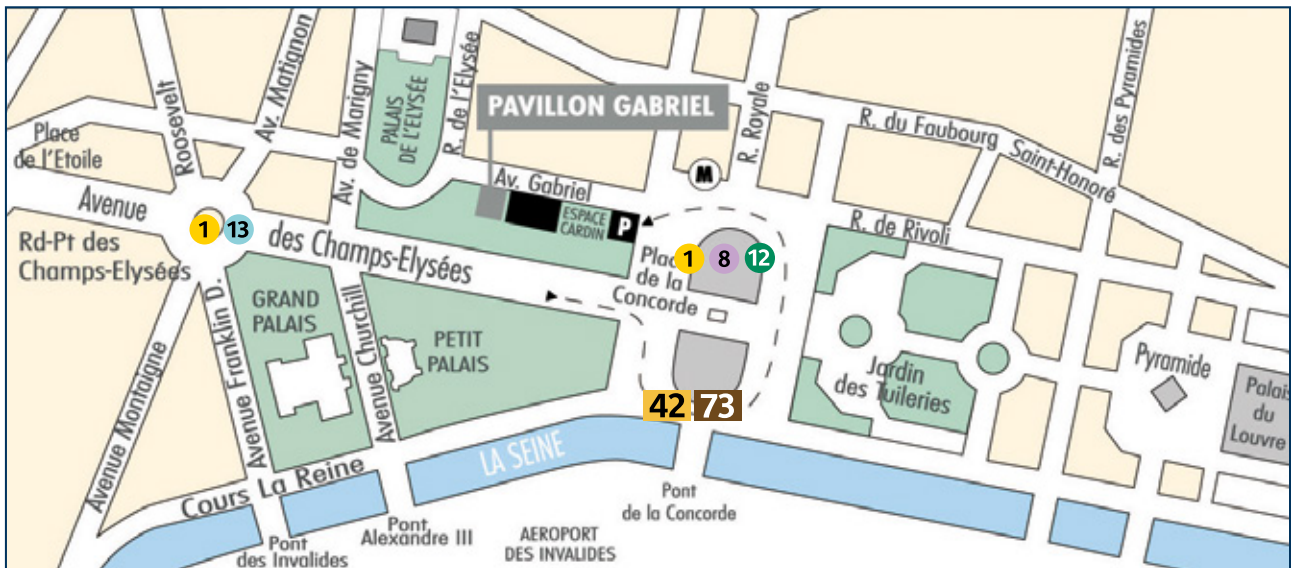 Place
de l'Etoile
Roosevelt
Av. Matignon
Av. de Marigny
PALAIS
DE L'ELYSÉE
R. de l'Elysée
PAVILLON GABRIEL
R. Royale
R. du Faubourg Saint-Honoré
R. des Pyramides
M
Av. Gabriel
Avenue des Champs-Elysées
1 13
Rd-Pt des
Champs-Elysées
ESPACE
CARDIN
P
R. de Rivoli
Place
de la
Concorde
1 8 12
GRAND
PALAIS
Avenue Churchill
PETIT
PALAIS
Avenue Franklin D.
Avenue Montaigne
42 73
Jardin
des Tuileries
Pyramide
Palais
du
Louvre
Cours La Reine
LA SEINE
Pont
des Invalides
Pont
Alexandre III
AEROPORT
DES INVALIDES
Pont
de la Concorde